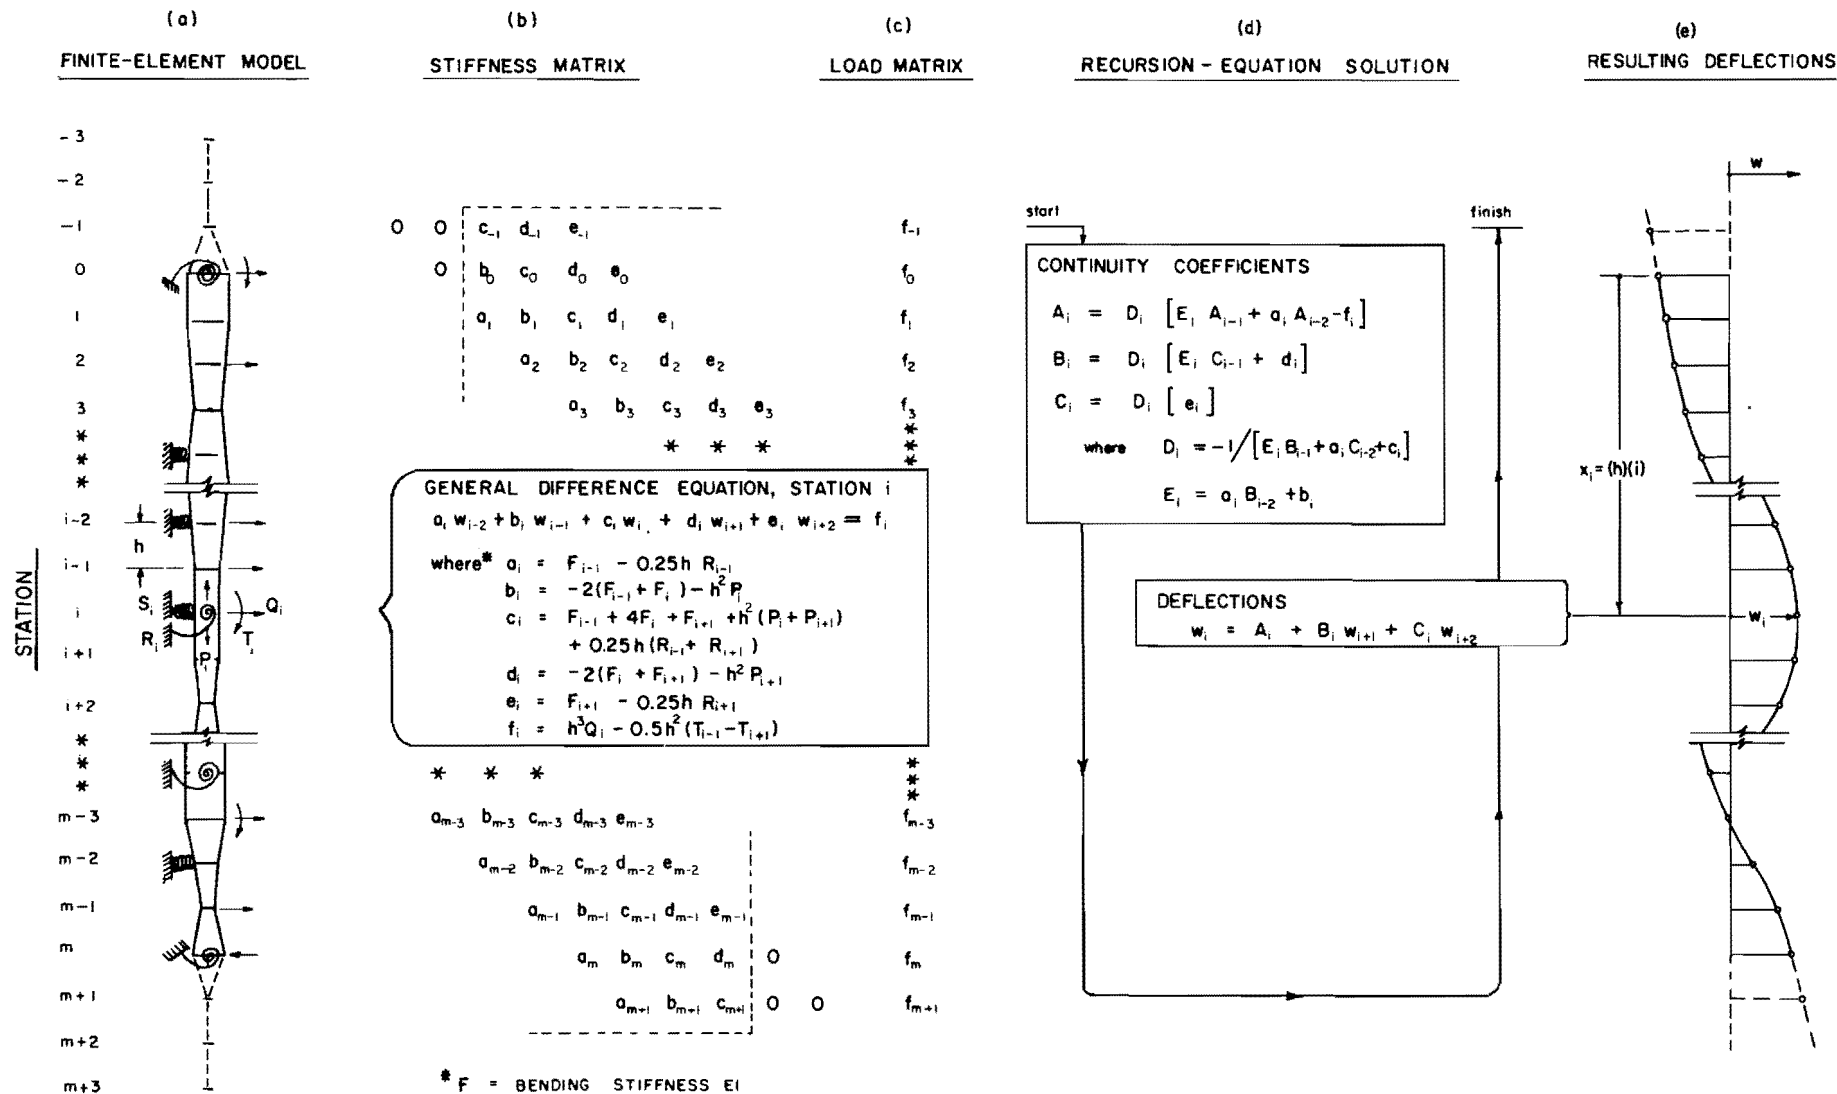 (a)
FINITE-ELEMENT MODEL
-3
-2
-1
0
1
2
3
*
*
*
i-2
h
i-1
S_i
i
Q_i
R_i
T_i
P_i
i+1
i+2
*
*
*
m-3
m-2
m-1
m
m+1
m+2
m+3
STATION
(b)
STIFFNESS MATRIX
0 0 c_-1 d_-1 e_-1
0 b_0 c_0 d_0 e_0
a_1 b_1 c_1 d_1 e_1
a_2 b_2 c_2 d_2 e_2
a_3 b_3 c_3 d_3 e_3
* * *
GENERAL DIFFERENCE EQUATION, STATION i
a_i w_i-2 + b_i w_i-1 + c_i w_i + d_i w_i+1 + e_i w_i+2 = f_i
where* a_i = F_i-1 - 0.25h R_i-1
b_i = -2(F_i-1 + F_i) - h² P_i
c_i = F_i-1 + 4F_i + F_i+1 + h² (P_i + P_i+1)
+ 0.25h (R_i-1 + R_i+1)
d_i = -2(F_i + F_i+1) - h² P_i+1
e_i = F_i+1 - 0.25h R_i+1
f_i = h³Q_i - 0.5h² (T_i-1 - T_i+1)
* * *
a_m-3 b_m-3 c_m-3 d_m-3 e_m-3
a_m-2 b_m-2 c_m-2 d_m-2 e_m-2
a_m-1 b_m-1 c_m-1 d_m-1 e_m-1
a_m b_m c_m d_m 0
a_m+1 b_m+1 c_m+1 0 0
* F = BENDING STIFFNESS EI
(c)
LOAD MATRIX
f_-1
f_0
f_1
f_2
f_3
*
*
*
*
*
*
f_m-3
f_m-2
f_m-1
f_m
f_m+1
(d)
RECURSION-EQUATION SOLUTION
start
finish
CONTINUITY COEFFICIENTS
A_i = D_i [E_i A_i-1 + a_i A_i-2 - f_i]
B_i = D_i [E_i C_i-1 + d_i]
C_i = D_i [e_i]
where D_i = -1/[E_i B_i-1 + a_i C_i-2 + c_i]
E_i = a_i B_i-2 + b_i
DEFLECTIONS
w_i = A_i + B_i w_i+1 + C_i w_i+2
(e)
RESULTING DEFLECTIONS
w
x_i = (h)(i)
w_i